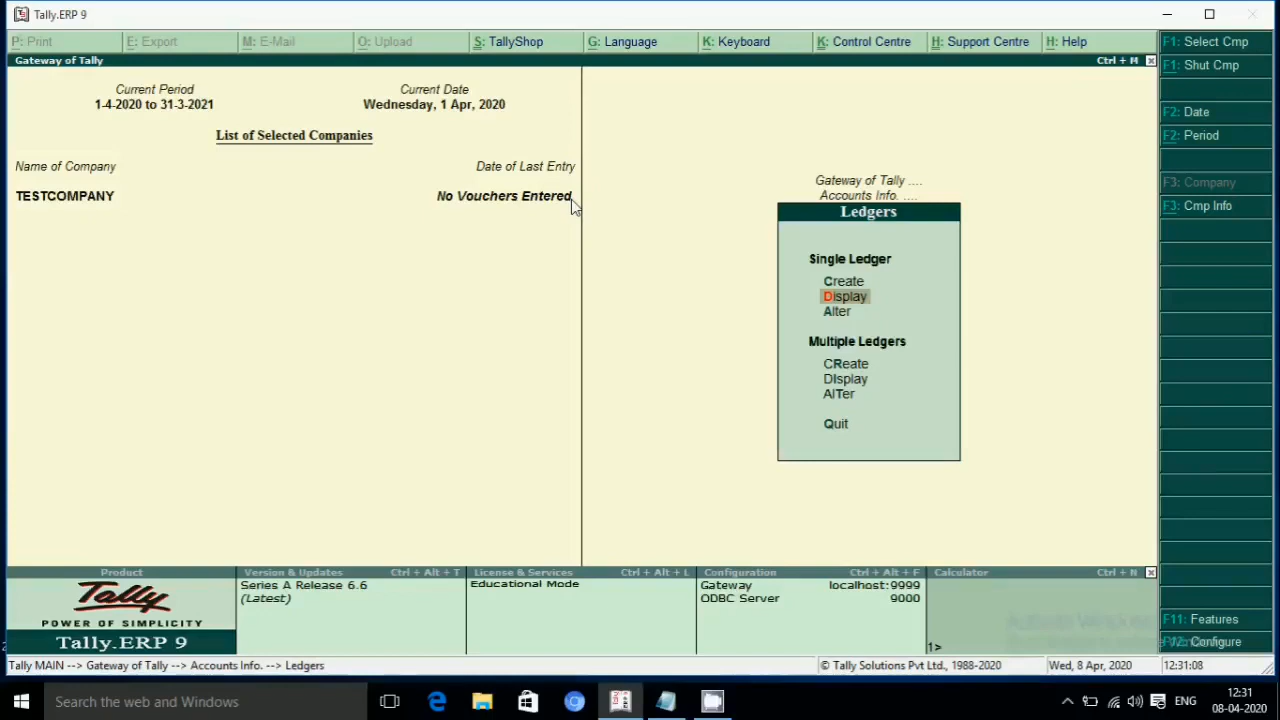 Tally.ERP 9
P: Print
E: Export
M: E-Mail
O: Upload
S: TallyShop
G: Language
K: Keyboard
K: Control Centre
H: Support Centre
H: Help
F1: Select Cmp
Gateway of Tally
Ctrl + M
F1: Shut Cmp
Current Period
Current Date
1-4-2020 to 31-3-2021
Wednesday, 1 Apr, 2020
F2: Date
List of Selected Companies
F2: Period
Name of Company
Date of Last Entry
F3: Company
TESTCOMPANY
No Vouchers Entered
F3: Cmp Info
Gateway of Tally ....
Accounts Info. ....
Ledgers
Single Ledger
Create
Display
Alter
Multiple Ledgers
CReate
DIsplay
AlTer
Quit
Product
Version & Updates
Ctrl + Alt + T
License & Services
Ctrl + Alt + L
Configuration
Ctrl + Alt + F
Calculator
Ctrl + N
Tally
POWER OF SIMPLICITY
Tally.ERP 9
Series A Release 6.6
(Latest)
Educational Mode
Gateway
localhost:9999
ODBC Server
9000
1>
F11: Features
F12: Configure
Tally MAIN --> Gateway of Tally --> Accounts Info. --> Ledgers
© Tally Solutions Pvt Ltd., 1988-2020
Wed, 8 Apr, 2020
12:31:08
Search the web and Windows
ENG
12:31
08-04-2020